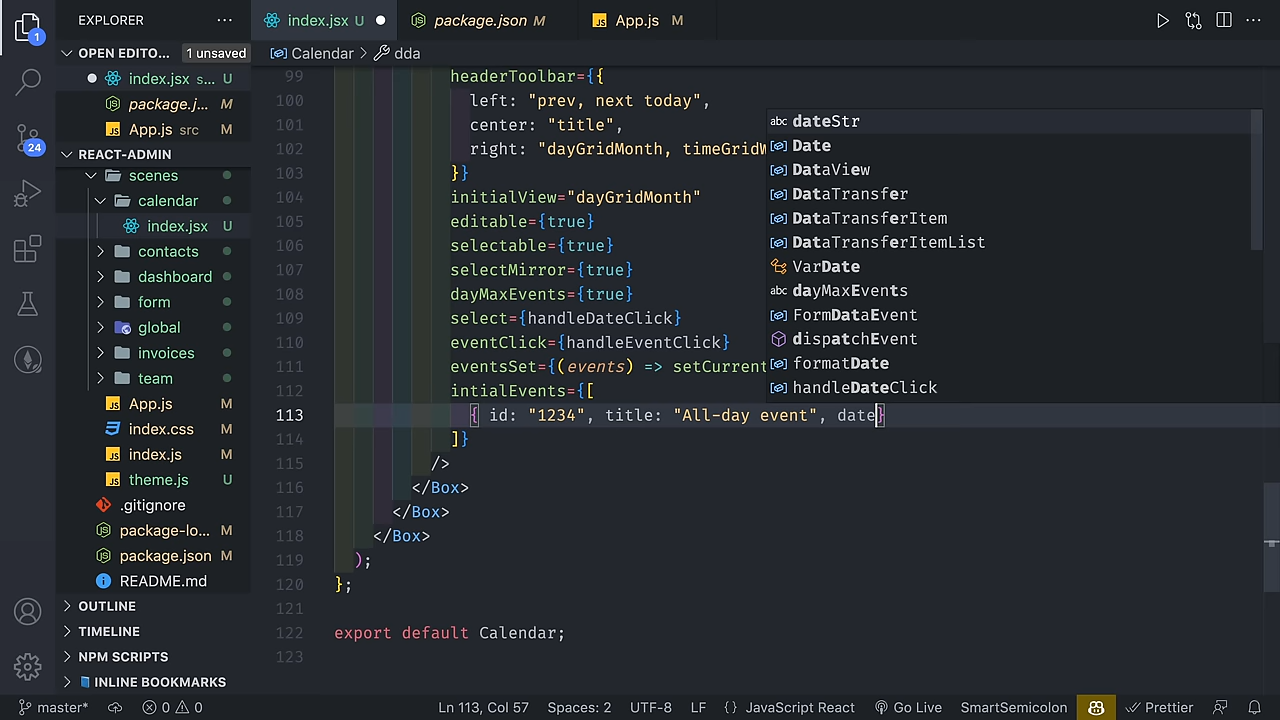 EXPLORER
index.jsx U
package.json M
App.js M
OPEN EDITO... 1 unsaved
Calendar > dda
index.jsx s... U
package.j... M
App.js src M
REACT-ADMIN
scenes
calendar
index.jsx U
contacts
dashboard
form
global
invoices
team
App.js M
index.css M
index.js M
theme.js U
.gitignore
package-lo... M
package.json M
README.md
OUTLINE
TIMELINE
NPM SCRIPTS
INLINE BOOKMARKS
1
24
99 headerToolbar={{
100 left: "prev, next today",
101 center: "title",
102 right: "dayGridMonth, timeGridW
103 }}
104 initialView="dayGridMonth"
105 editable={true}
106 selectable={true}
107 selectMirror={true}
108 dayMaxEvents={true}
109 select={handleDateClick}
110 eventClick={handleEventClick}
111 eventsSet={(events) => setCurrent
112 intialEvents={[
113 { id: "1234", title: "All-day event", date}
114 ]}
115 />
116 </Box>
117 </Box>
118 </Box>
119 );
120 };
121
122 export default Calendar;
123
abc dateStr
Date
DataView
DataTransfer
DataTransferItem
DataTransferItemList
VarDate
abc dayMaxEvents
FormDataEvent
dispatchEvent
formatDate
handleDateClick
master* 0 0 Ln 113, Col 57 Spaces: 2 UTF-8 LF {} JavaScript React Go Live SmartSemicolon Prettier